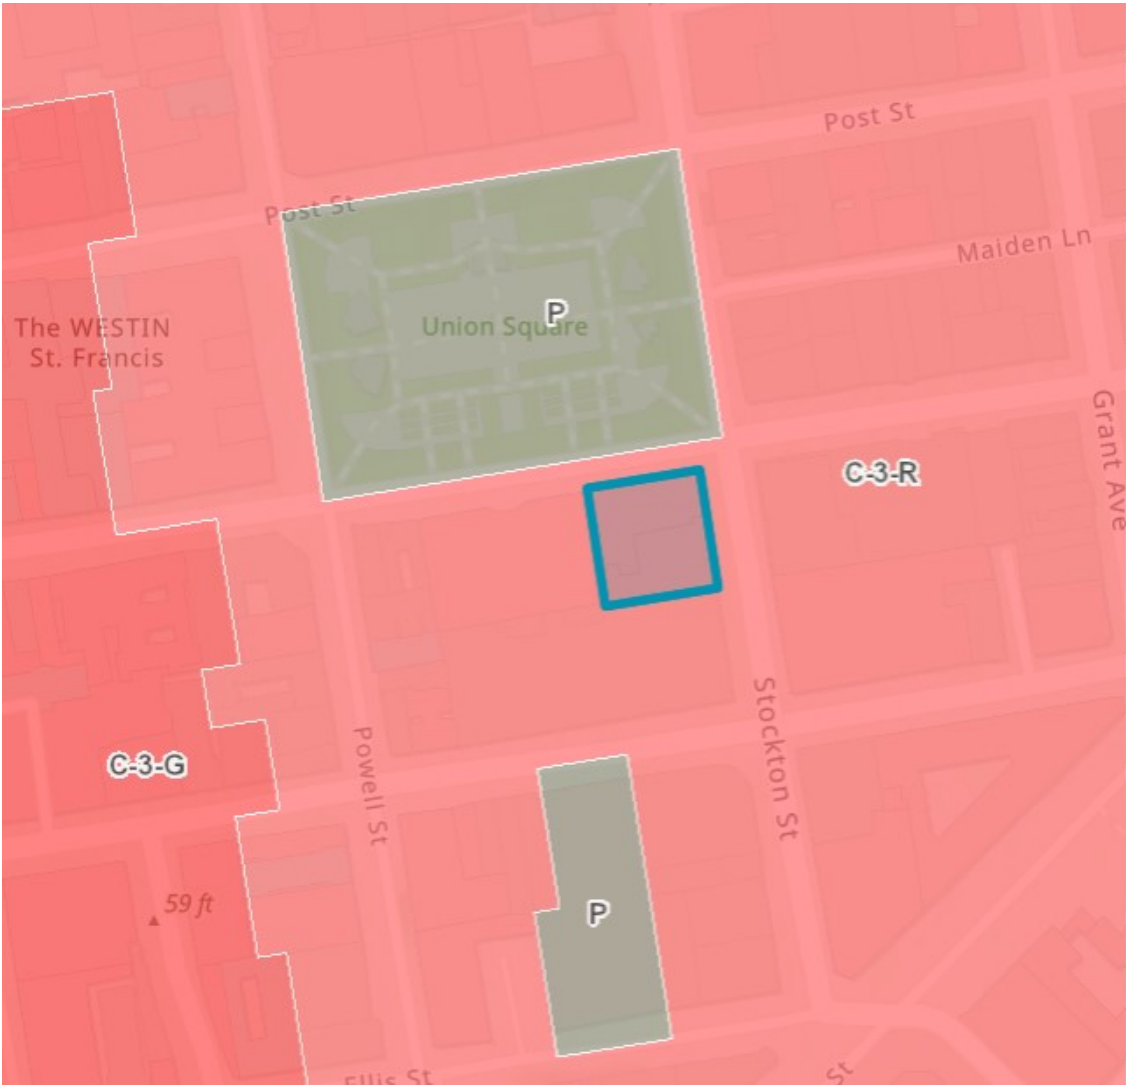 Post St
Post St
Maiden Ln
P
Union Square
The WESTIN
St. Francis
Grant Ave
C-3-R
Stockton St
Powell St
C-3-G
59 ft
P
Ellis St
St